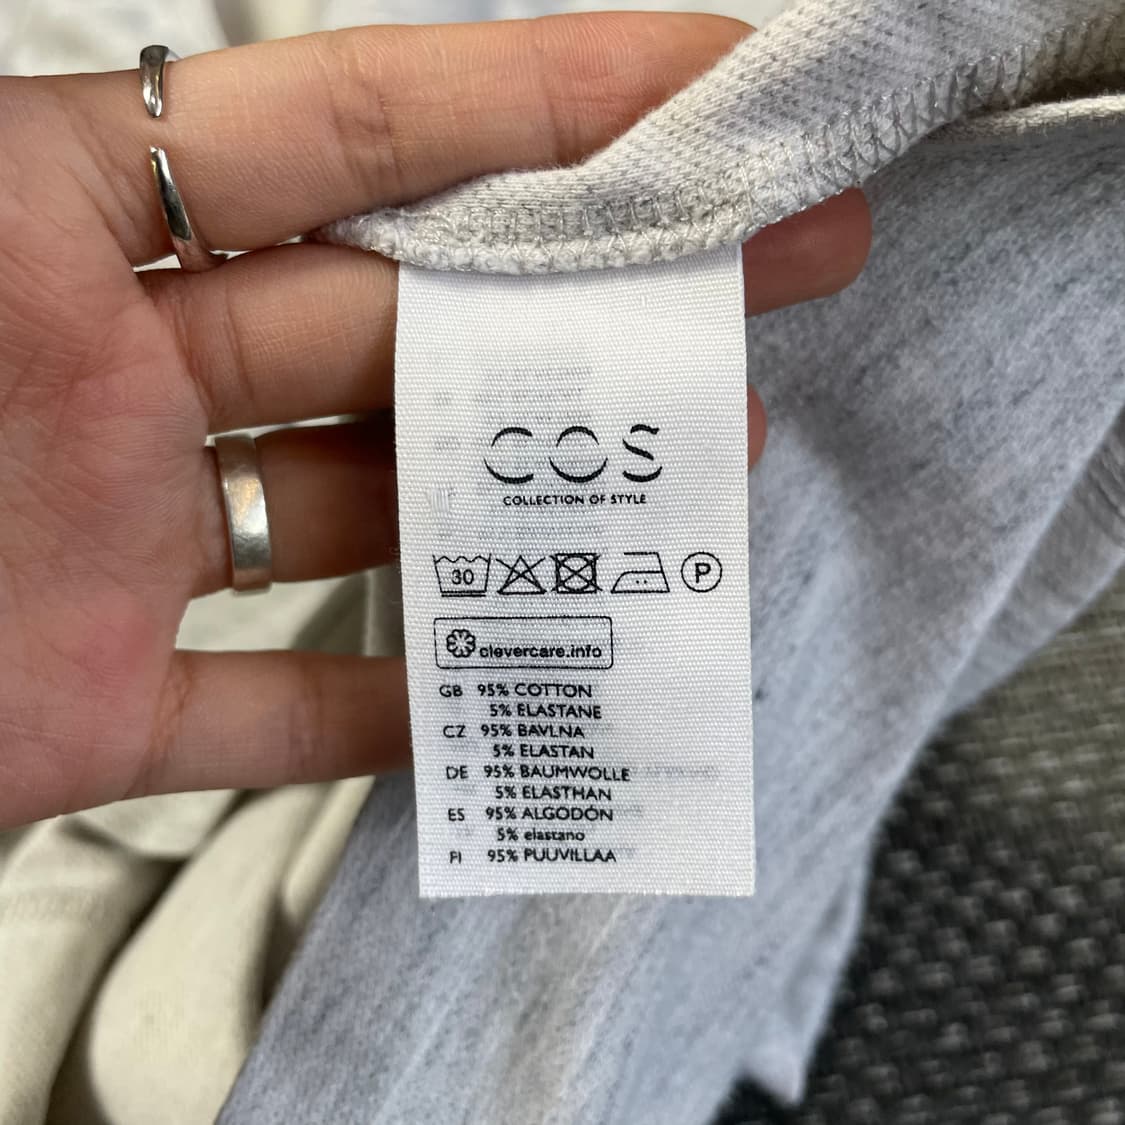 COS
COLLECTION OF STYLE
30
P
clevercare.info
GB 95% COTTON
5% ELASTANE
CZ 95% BAVLNA
5% ELASTAN
DE 95% BAUMWOLLE
5% ELASTHAN
ES 95% ALGODÓN
5% elastano
FI 95% PUUVILLAA